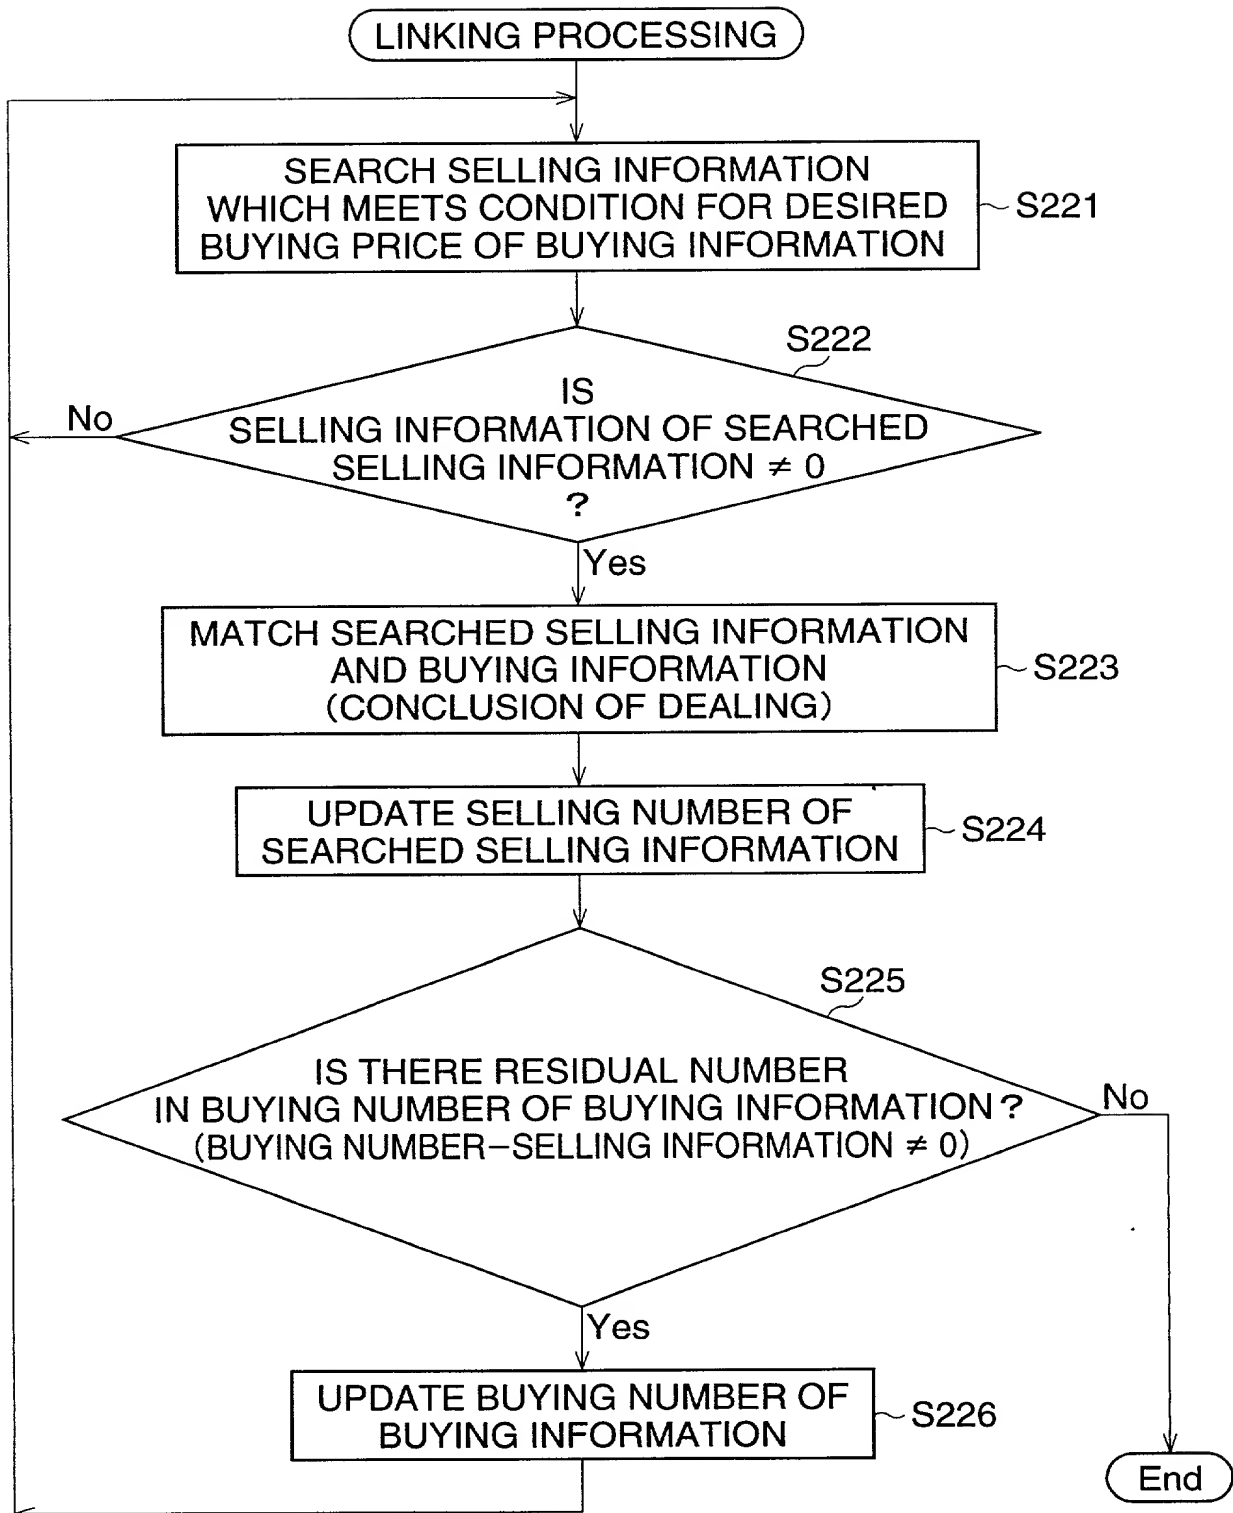 LINKING PROCESSING
SEARCH SELLING INFORMATION
WHICH MEETS CONDITION FOR DESIRED
BUYING PRICE OF BUYING INFORMATION
S221
S222
IS
SELLING INFORMATION OF SEARCHED
SELLING INFORMATION ≠ 0
?
No
Yes
MATCH SEARCHED SELLING INFORMATION
AND BUYING INFORMATION
(CONCLUSION OF DEALING)
S223
UPDATE SELLING NUMBER OF
SEARCHED SELLING INFORMATION
S224
S225
IS THERE RESIDUAL NUMBER
IN BUYING NUMBER OF BUYING INFORMATION ?
(BUYING NUMBER–SELLING INFORMATION ≠ 0)
No
Yes
UPDATE BUYING NUMBER OF
BUYING INFORMATION
S226
End